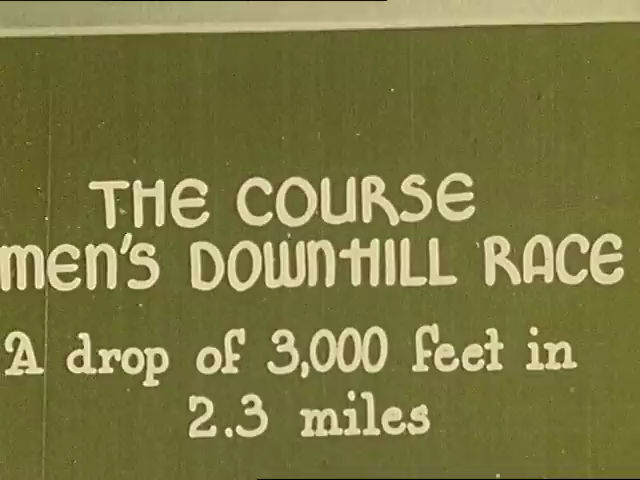 THE COURSE
MEN'S DOWNHILL RACE
A drop of 3,000 feet in
2.3 miles